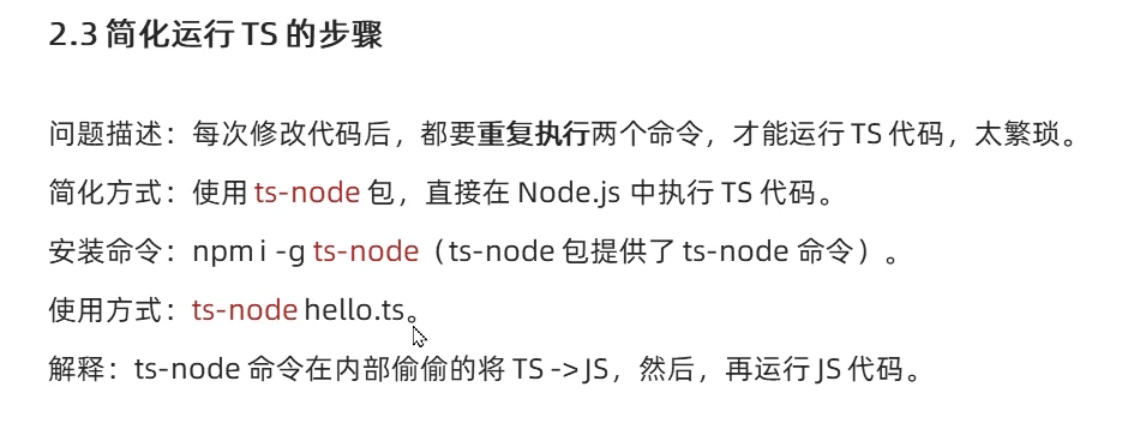 2.3 简化运行 TS 的步骤
问题描述：每次修改代码后，都要重复执行两个命令，才能运行 TS 代码，太繁琐。
简化方式：使用 ts-node 包，直接在 Node.js 中执行 TS 代码。
安装命令：npm i -g ts-node（ts-node 包提供了 ts-node 命令）。
使用方式：ts-node hello.ts。
解释：ts-node 命令在内部偷偷的将 TS -> JS，然后，再运行 JS 代码。